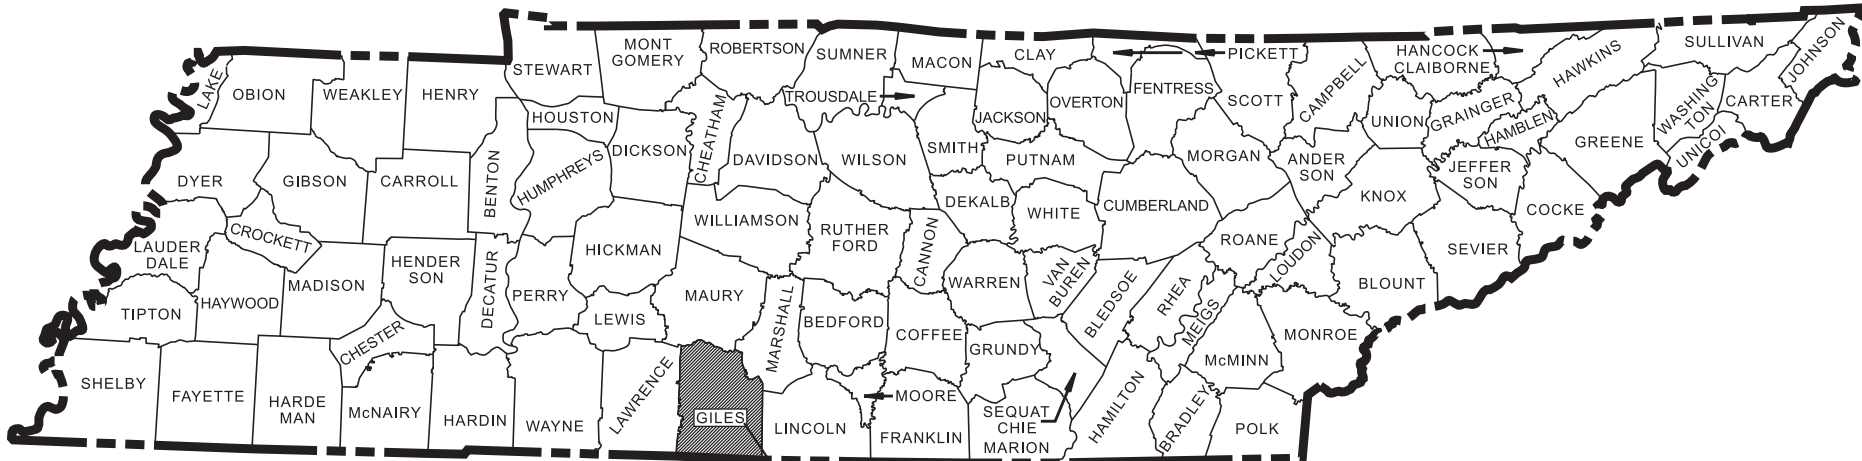 LAKE
OBION
WEAKLEY
HENRY
STEWART
MONT
GOMERY
ROBERTSON
SUMNER
MACON
CLAY
PICKETT
HANCOCK
CLAIBORNE
HAWKINS
SULLIVAN
JOHNSON
TROUSDALE
HOUSTON
DICKSON
CHEATHAM
JACKSON
OVERTON
FENTRESS
SCOTT
CAMPBELL
UNION
GRAINGER
HAMBLEN
GREENE
WASHING
TON
CARTER
UNICOI
DYER
GIBSON
CARROLL
BENTON
HUMPHREYS
DAVIDSON
WILSON
SMITH
PUTNAM
MORGAN
ANDER
SON
KNOX
JEFFER
SON
COCKE
LAUDER
DALE
CROCKETT
WILLIAMSON
RUTHER
FORD
CANNON
DEKALB
WHITE
CUMBERLAND
ROANE
LOUDON
BLOUNT
SEVIER
TIPTON
HAYWOOD
MADISON
HENDER
SON
DECATUR
PERRY
HICKMAN
LEWIS
MAURY
MARSHALL
BEDFORD
COFFEE
WARREN
VAN
BUREN
BLEDSOE
RHEA
MEIGS
McMINN
MONROE
SHELBY
FAYETTE
HARDE
MAN
CHESTER
McNAIRY
HARDIN
WAYNE
LAWRENCE
GILES
LINCOLN
MOORE
FRANKLIN
GRUNDY
SEQUAT
CHIE
MARION
HAMILTON
BRADLEY
POLK